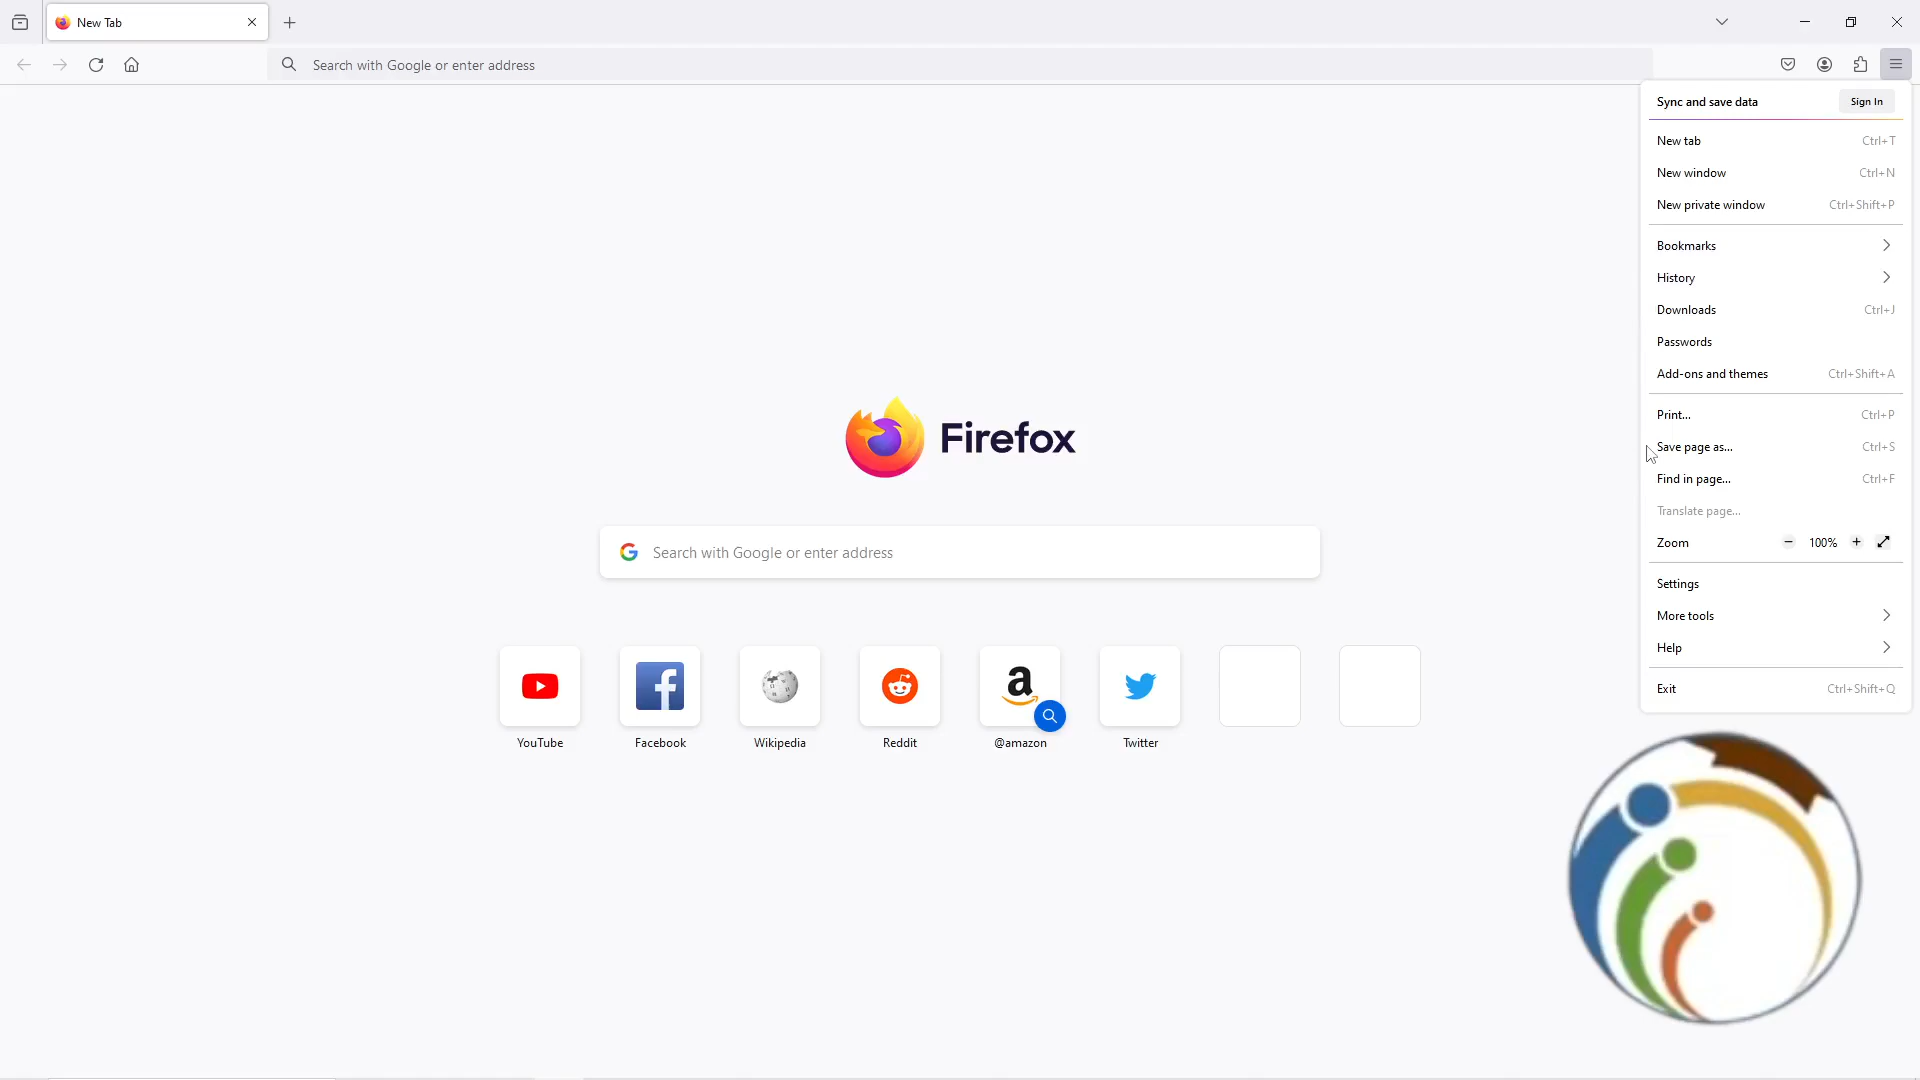 New Tab
Search with Google or enter address
Sync and save data Sign In
New tab Ctrl+T
New window Ctrl+N
New private window Ctrl+Shift+P
Bookmarks
History
Downloads Ctrl+J
Passwords
Add-ons and themes Ctrl+Shift+A
Print... Ctrl+P
Save page as... Ctrl+S
Find in page... Ctrl+F
Translate page...
Zoom 100%
Settings
More tools
Help
Exit Ctrl+Shift+Q
Firefox
Search with Google or enter address
YouTube Facebook Wikipedia Reddit @amazon Twitter